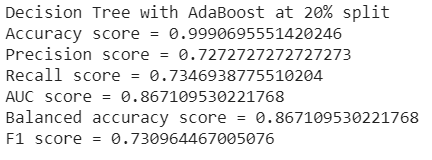 Decision Tree with AdaBoost at 20% split
Accuracy score = 0.9990695551420246
Precision score = 0.7272727272727273
Recall score = 0.7346938775510204
AUC score = 0.867109530221768
Balanced accuracy score = 0.867109530221768
F1 score = 0.730964467005076